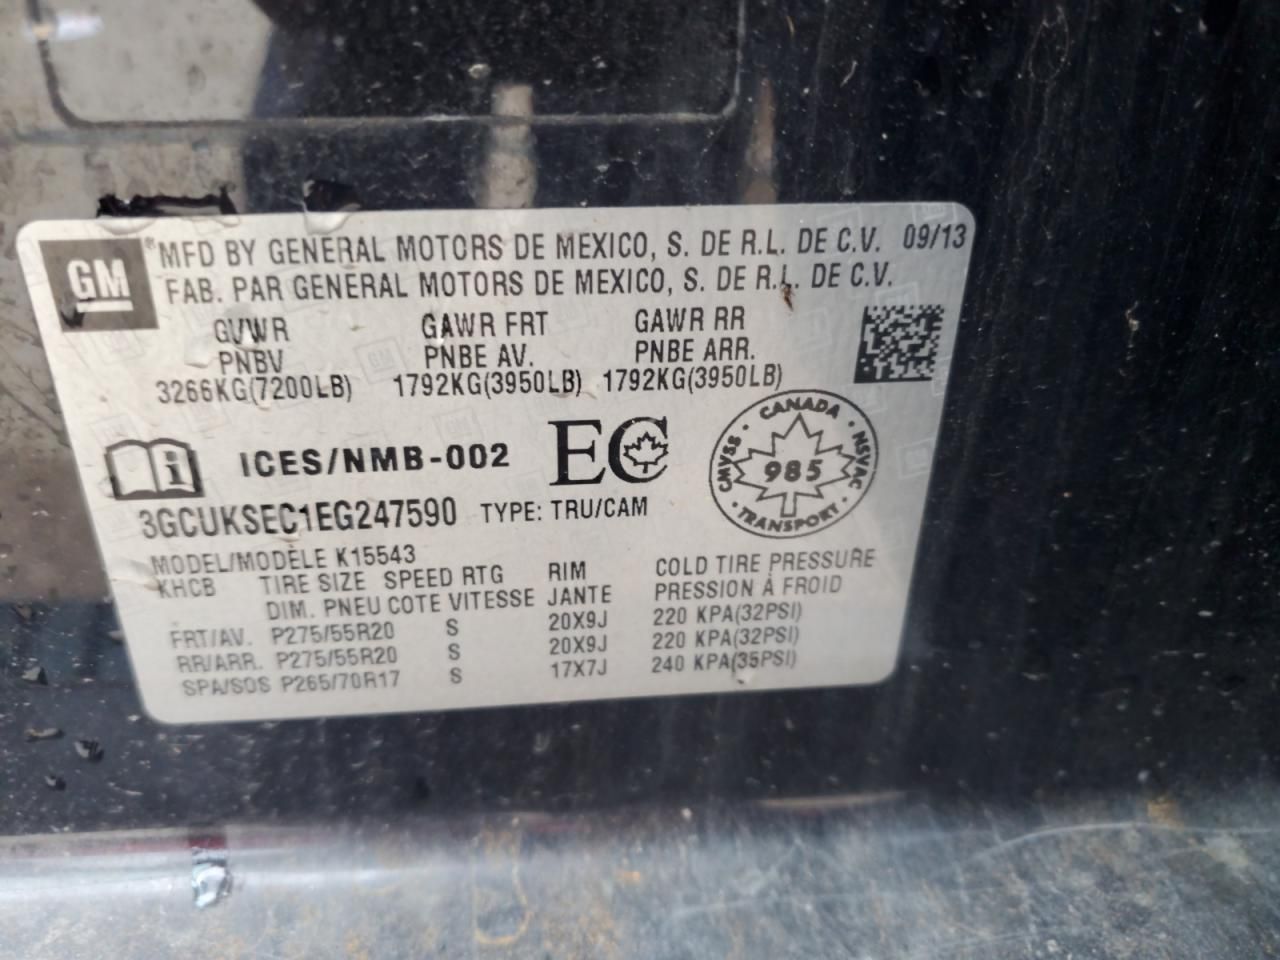 GM ® MFD BY GENERAL MOTORS DE MEXICO, S. DE R.L. DE C.V. 09/13
FAB. PAR GENERAL MOTORS DE MEXICO, S. DE R.L. DE C.V.
GVWR GAWR FRT GAWR RR
PNBV PNBE AV. PNBE ARR.
3266KG(7200LB) 1792KG(3950LB) 1792KG(3950LB)
i ICES/NMB-002 EC
CANADA
CMVSS · 985 · NSVAC
TRANSPORT
3GCUKSEC1EG247590 TYPE: TRU/CAM
MODEL/MODÈLE K15543
KHCB TIRE SIZE SPEED RTG RIM COLD TIRE PRESSURE
DIM. PNEU COTE VITESSE JANTE PRESSION À FROID
FRT/AV. P275/55R20 S 20X9J 220 KPA(32PSI)
RR/ARR. P275/55R20 S 20X9J 220 KPA(32PSI)
SPA/SOS P265/70R17 S 17X7J 240 KPA(35PSI)